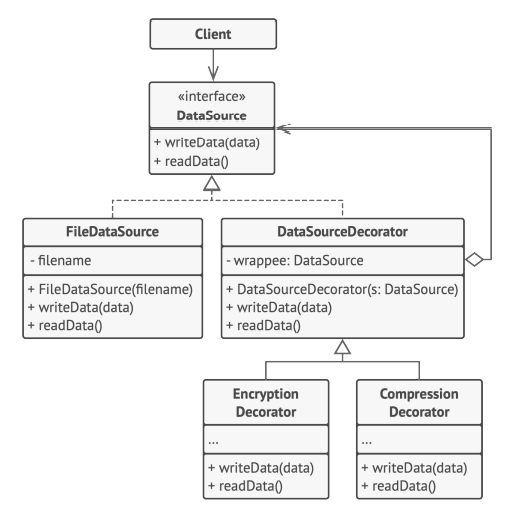 Client
«interface»
DataSource
+ writeData(data)
+ readData()
FileDataSource
- filename
+ FileDataSource(filename)
+ writeData(data)
+ readData()
DataSourceDecorator
- wrappee: DataSource
+ DataSourceDecorator(s: DataSource)
+ writeData(data)
+ readData()
Encryption
Decorator
...
+ writeData(data)
+ readData()
Compression
Decorator
...
+ writeData(data)
+ readData()